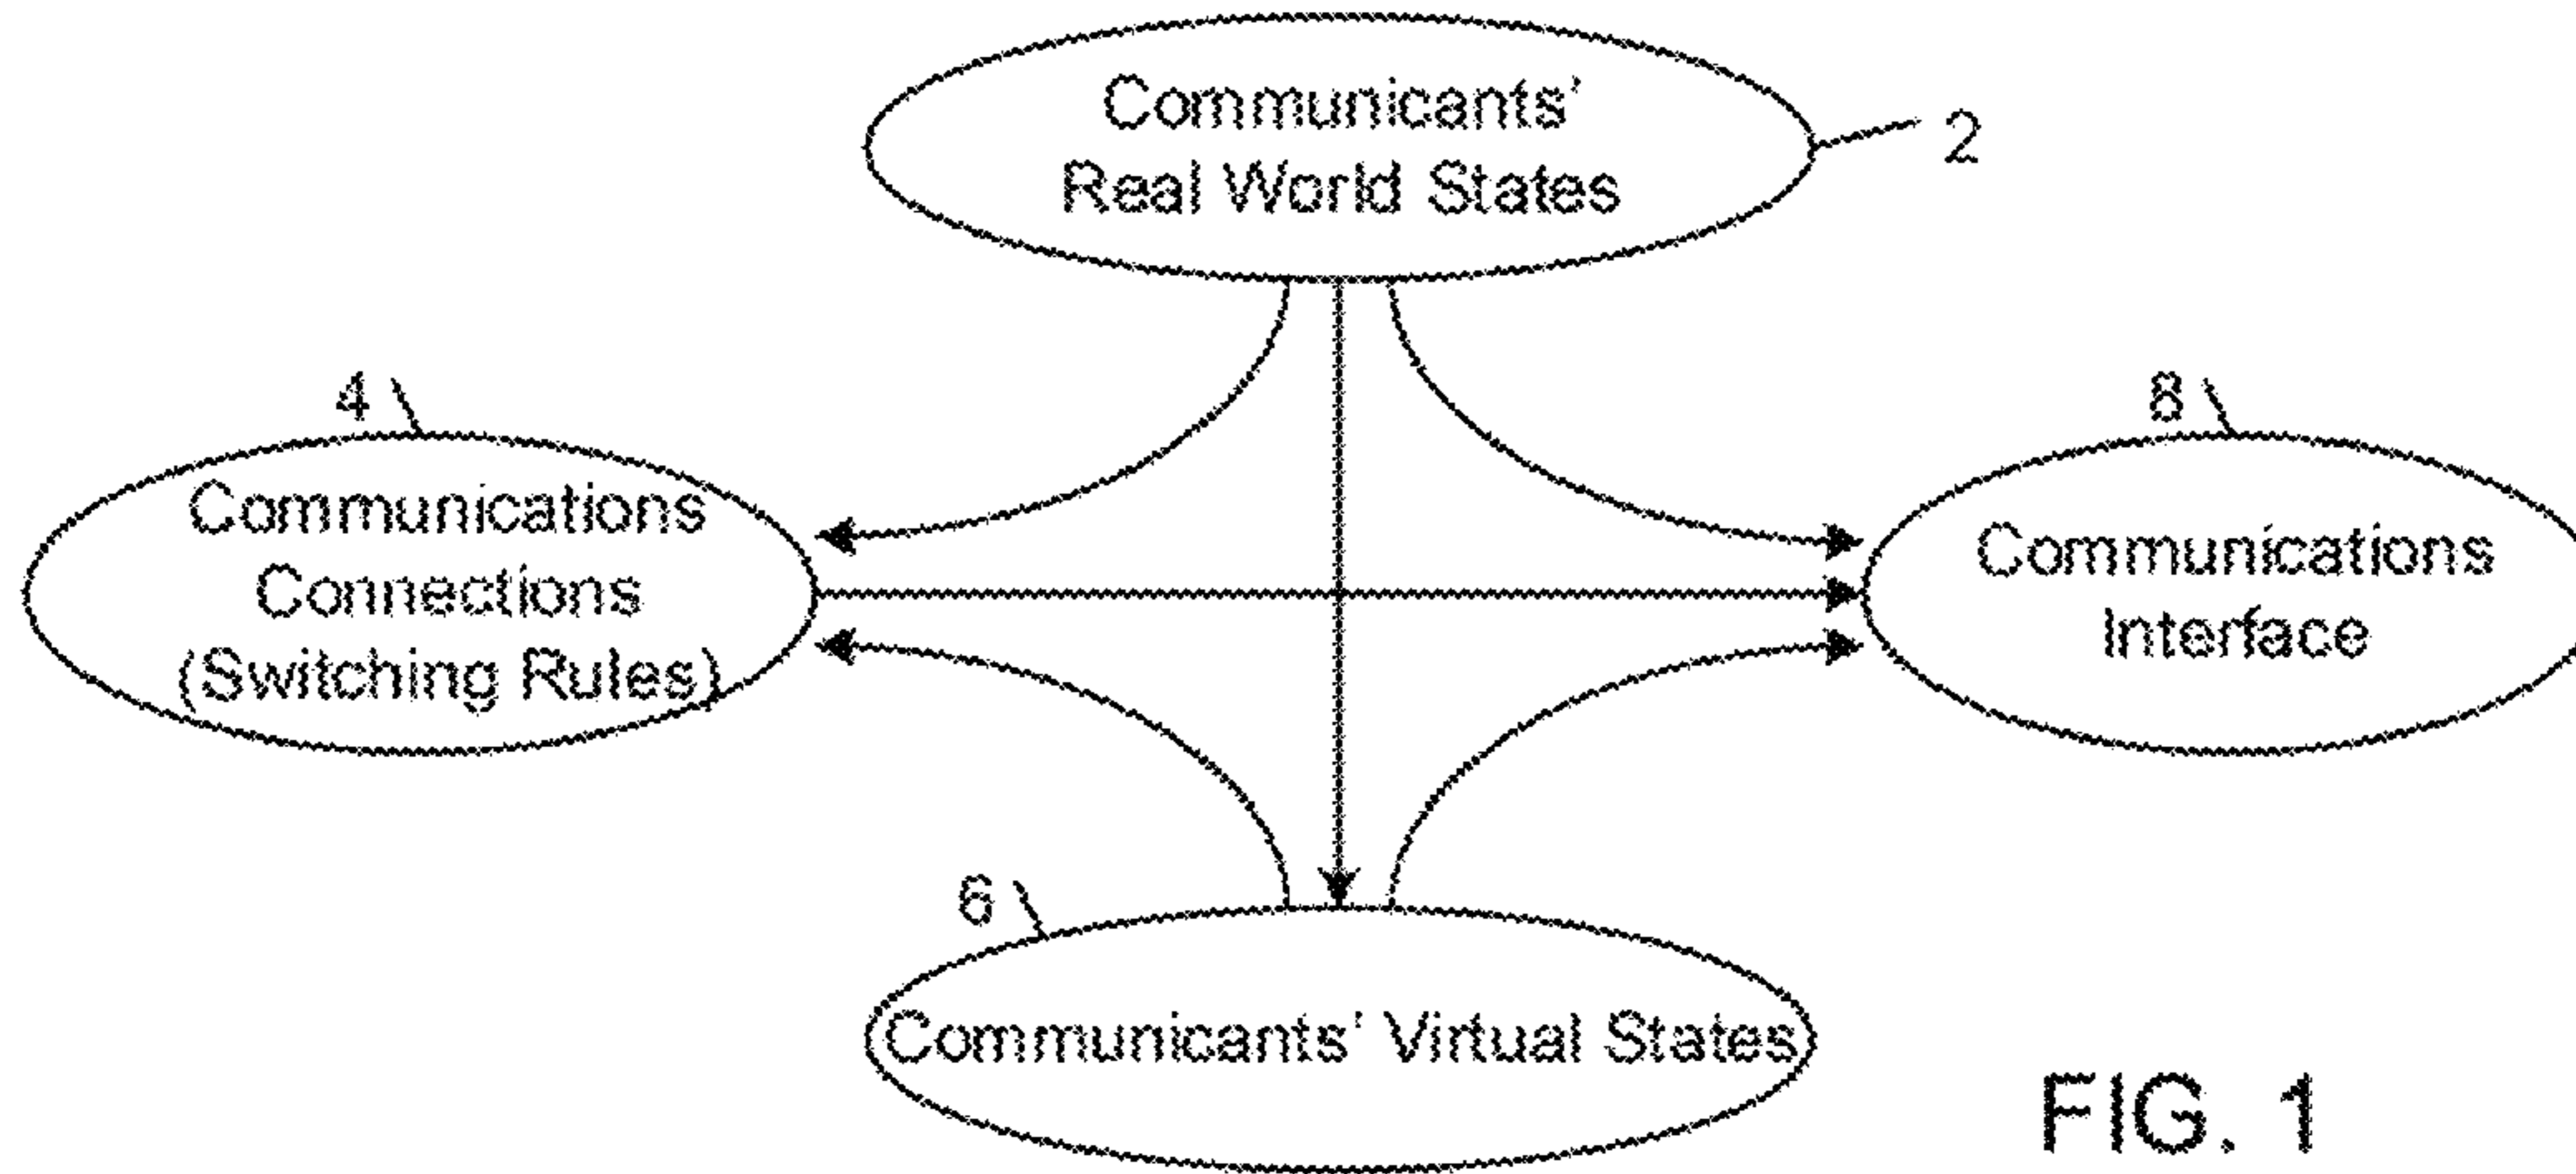 Communicants'
Real World States
2
4
Communications
Connections
(Switching Rules)
8
Communications
Interface
6
Communicants' Virtual States
FIG. 1